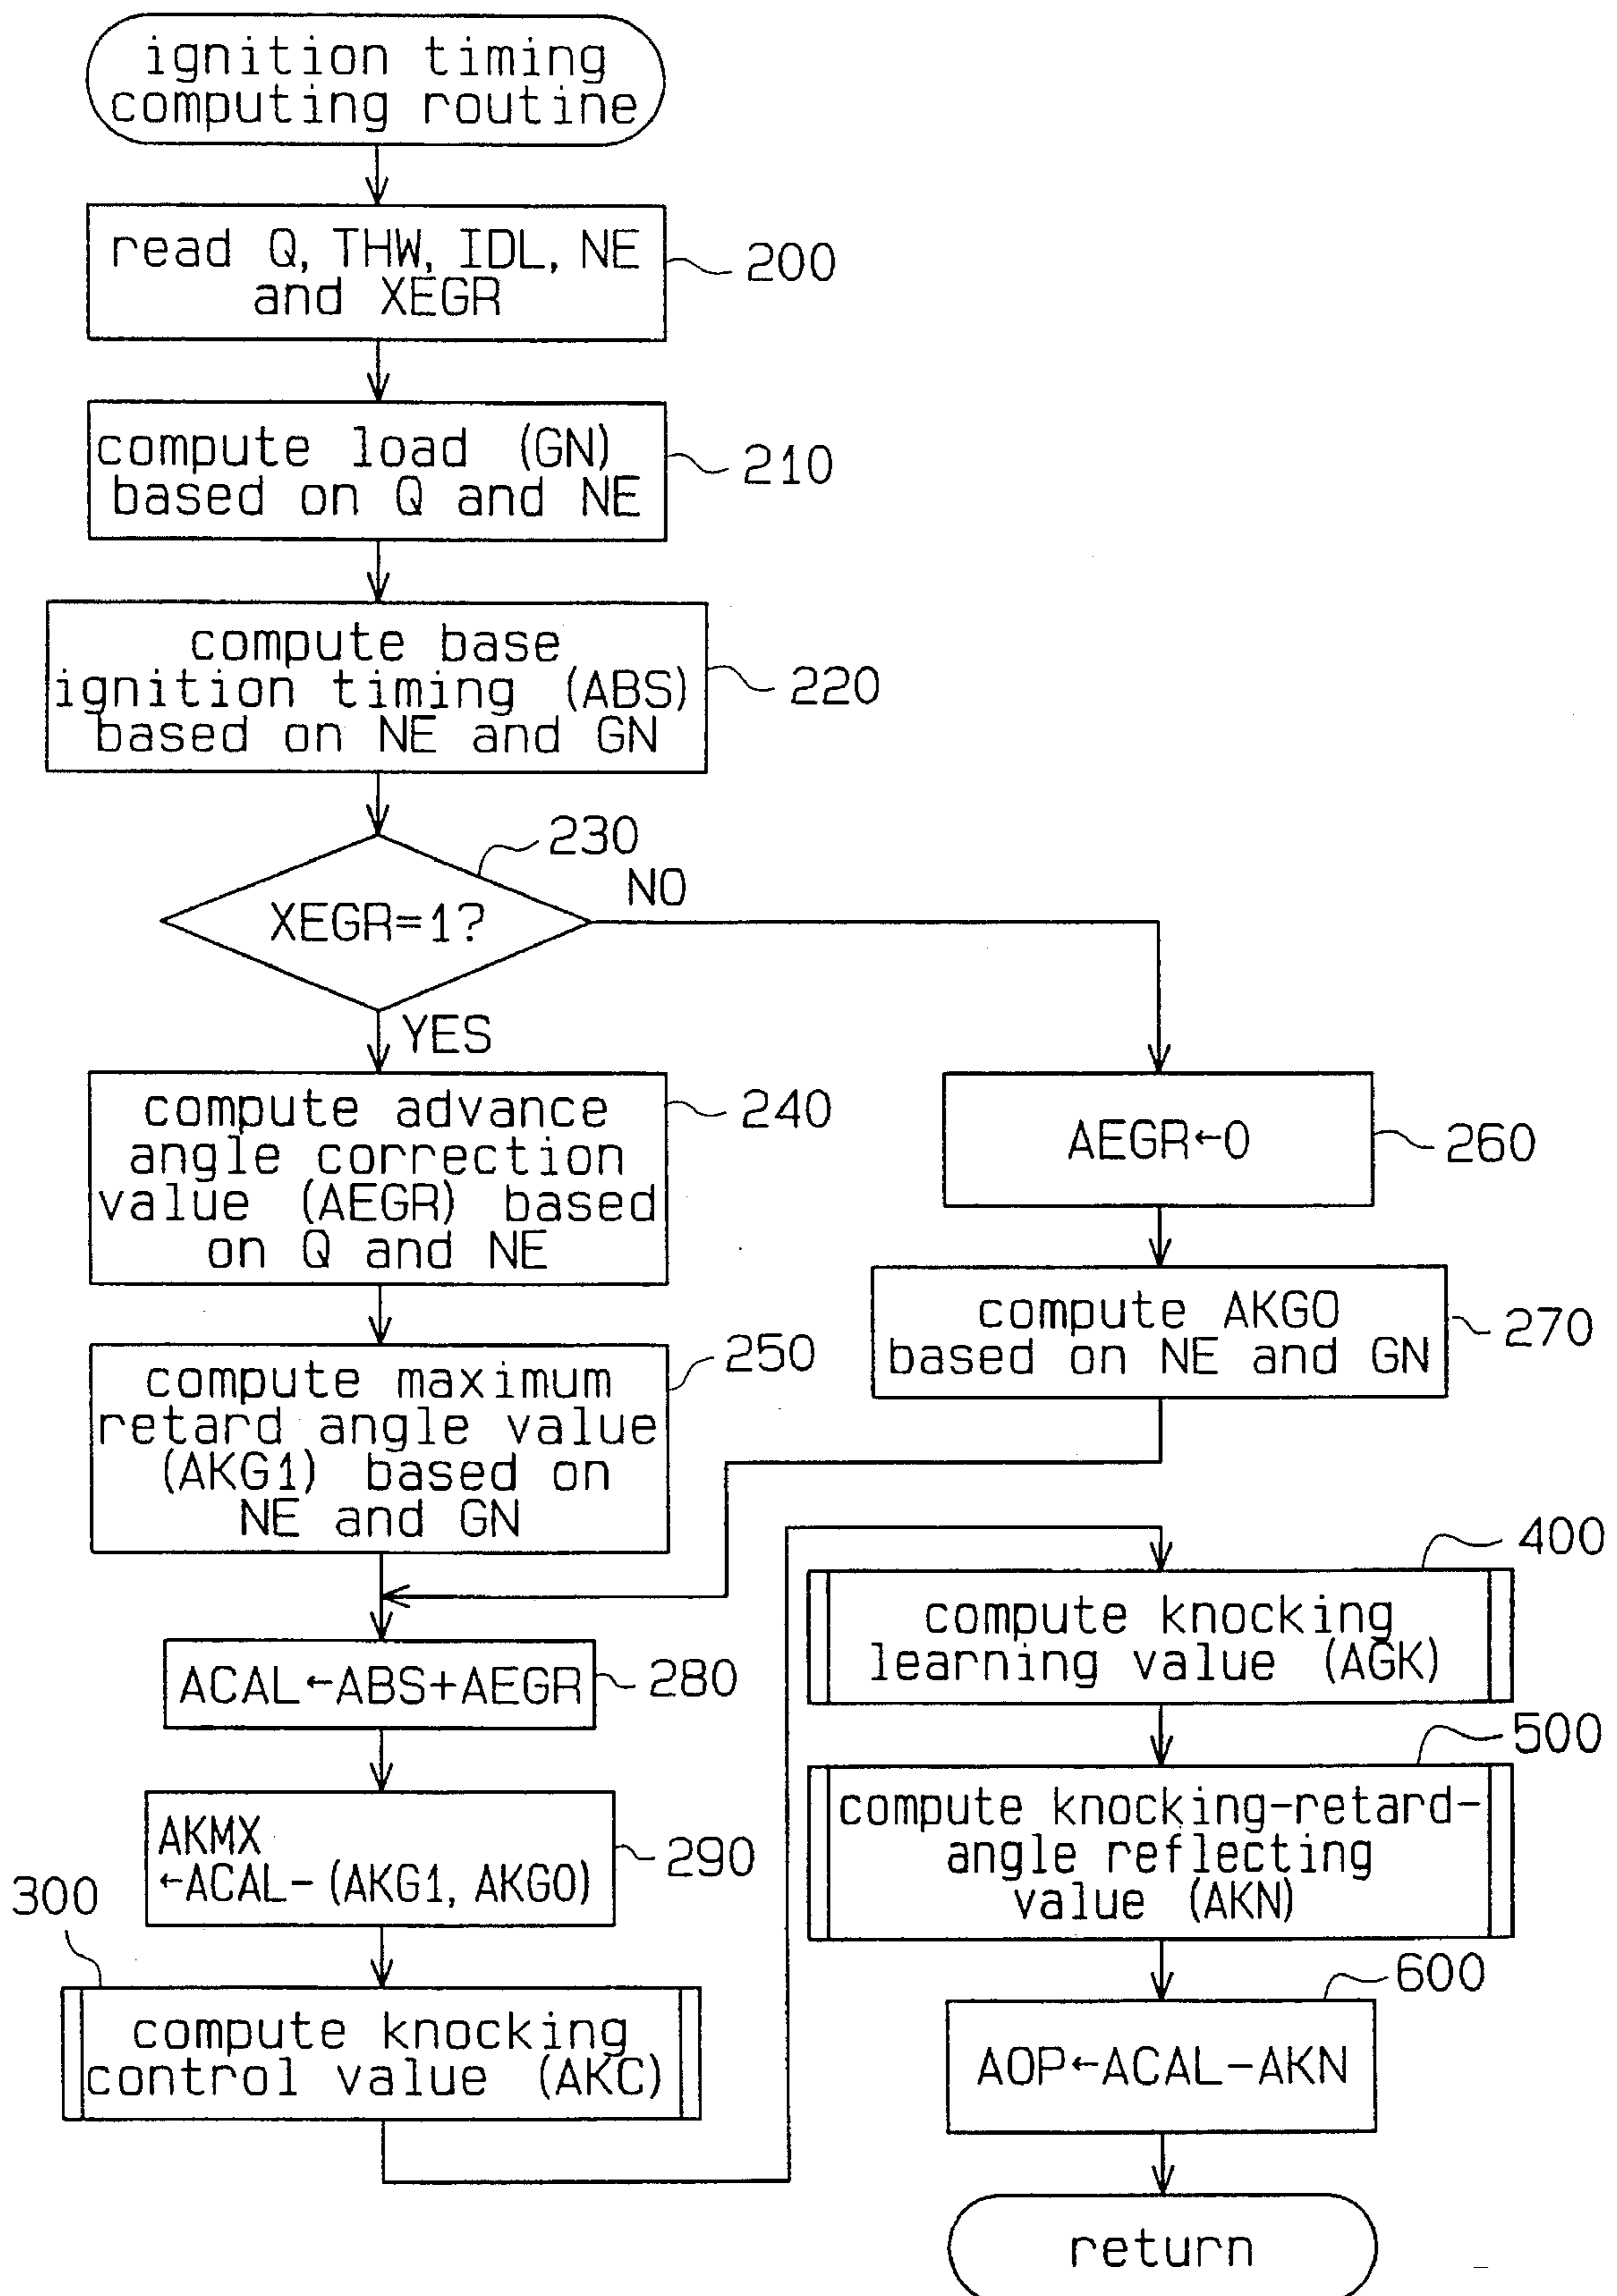 ignition timing
computing routine
read Q, THW, IDL, NE
and XEGR
200
compute load (GN)
based on Q and NE
210
compute base
ignition timing (ABS)
based on NE and GN
220
230
XEGR=1?
NO
YES
compute advance
angle correction
value (AEGR) based
on Q and NE
240
AEGR←0
260
compute maximum
retard angle value
(AKG1) based on
NE and GN
250
compute AKG0
based on NE and GN
270
ACAL←ABS+AEGR
280
AKMX
←ACAL-(AKG1, AKG0)
290
300
compute knocking
control value (AKC)
400
compute knocking
learning value (AGK)
500
compute knocking-retard-
angle reflecting
value (AKN)
600
AOP←ACAL-AKN
return